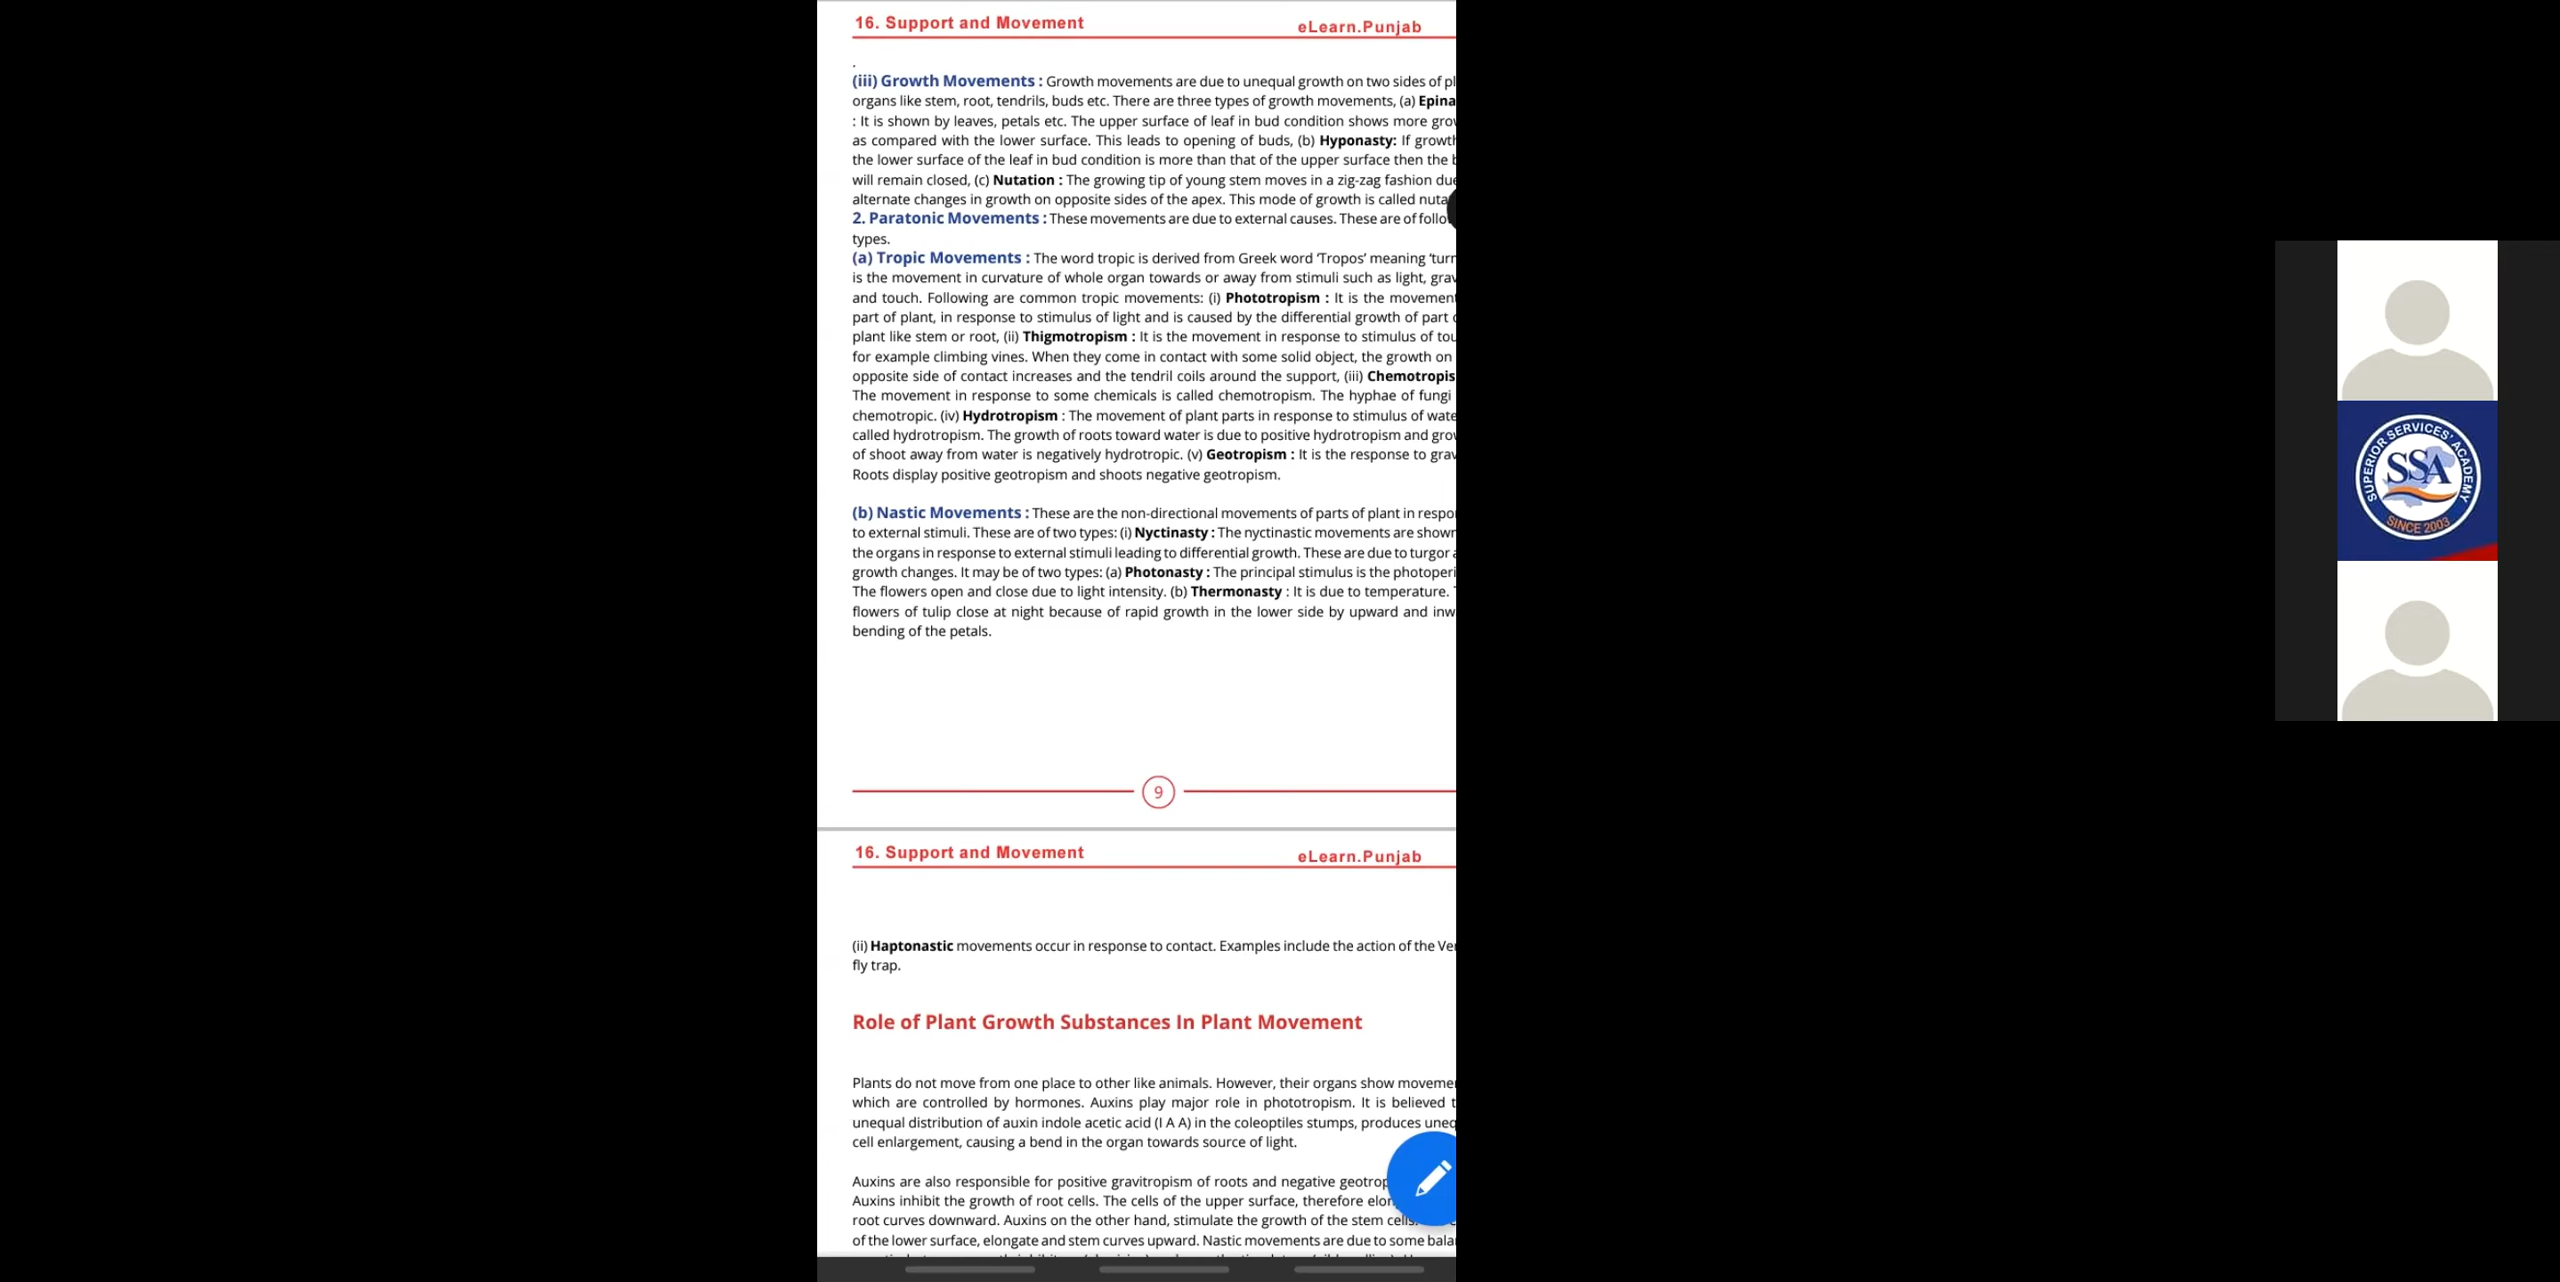 16. Support and Movement
eLearn.Punjab
.
(iii) Growth Movements : Growth movements are due to unequal growth on two sides of pl
organs like stem, root, tendrils, buds etc. There are three types of growth movements, (a) Epina
: It is shown by leaves, petals etc. The upper surface of leaf in bud condition shows more gro
as compared with the lower surface. This leads to opening of buds, (b) Hyponasty: If growth
the lower surface of the leaf in bud condition is more than that of the upper surface then the b
will remain closed, (c) Nutation : The growing tip of young stem moves in a zig-zag fashion due
alternate changes in growth on opposite sides of the apex. This mode of growth is called nuta
2. Paratonic Movements : These movements are due to external causes. These are of follo
types.
(a) Tropic Movements : The word tropic is derived from Greek word ‘Tropos’ meaning ‘turn
is the movement in curvature of whole organ towards or away from stimuli such as light, grav
and touch. Following are common tropic movements: (i) Phototropism : It is the movement
part of plant, in response to stimulus of light and is caused by the differential growth of part o
plant like stem or root, (ii) Thigmotropism : It is the movement in response to stimulus of tou
for example climbing vines. When they come in contact with some solid object, the growth on
opposite side of contact increases and the tendril coils around the support, (iii) Chemotropis
The movement in response to some chemicals is called chemotropism. The hyphae of fungi
chemotropic. (iv) Hydrotropism : The movement of plant parts in response to stimulus of wate
called hydrotropism. The growth of roots toward water is due to positive hydrotropism and gro
of shoot away from water is negatively hydrotropic. (v) Geotropism : It is the response to grav
Roots display positive geotropism and shoots negative geotropism.
(b) Nastic Movements : These are the non-directional movements of parts of plant in respo
to external stimuli. These are of two types: (i) Nyctinasty : The nyctinastic movements are shown
the organs in response to external stimuli leading to differential growth. These are due to turgor a
growth changes. It may be of two types: (a) Photonasty : The principal stimulus is the photoperi
The flowers open and close due to light intensity. (b) Thermonasty : It is due to temperature.
flowers of tulip close at night because of rapid growth in the lower side by upward and inw
bending of the petals.
9
16. Support and Movement
eLearn.Punjab
(ii) Haptonastic movements occur in response to contact. Examples include the action of the Ve
fly trap.
Role of Plant Growth Substances In Plant Movement
Plants do not move from one place to other like animals. However, their organs show moveme
which are controlled by hormones. Auxins play major role in phototropism. It is believed t
unequal distribution of auxin indole acetic acid (I A A) in the coleoptiles stumps, produces uneq
cell enlargement, causing a bend in the organ towards source of light.
Auxins are also responsible for positive gravitropism of roots and negative geotrop
Auxins inhibit the growth of root cells. The cells of the upper surface, therefore elon
root curves downward. Auxins on the other hand, stimulate the growth of the stem cells.
of the lower surface, elongate and stem curves upward. Nastic movements are due to some bala
SUPERIOR SERVICES' ACADEMY
SSA
SINCE 2003